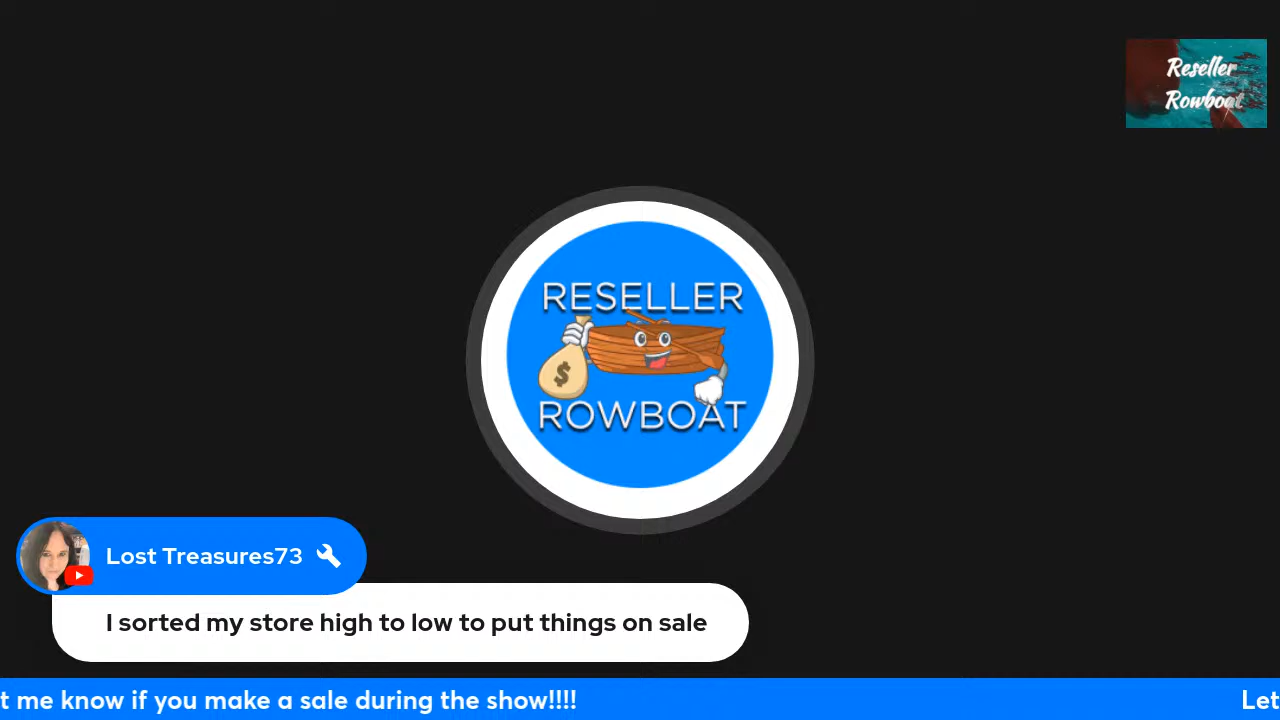 Reseller
Rowboat
RESELLER
$
ROWBOAT
Lost Treasures73
I sorted my store high to low to put things on sale
t me know if you make a sale during the show!!!!
Let